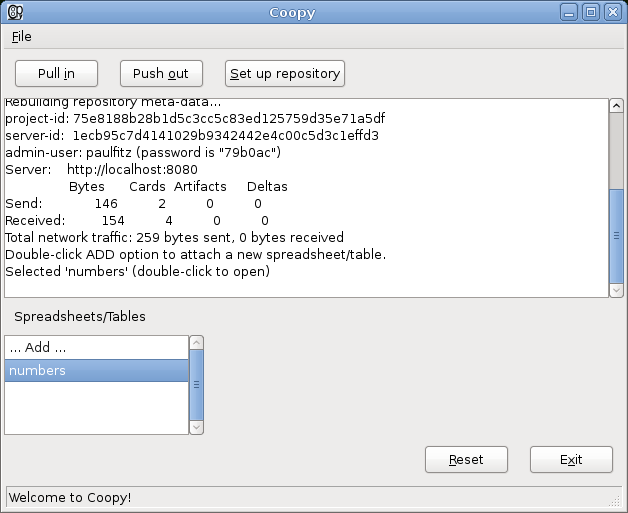 Coopy
File
Pull in Push out Set up repository
Rebuilding repository meta-data...
project-id: 75e8188b28b1d5c3cc5c83ed125759d35e71a5df
server-id: 1ecb95c7d4141029b9342442e4c00c5d3c1effd3
admin-user: paulfitz (password is "79b0ac")
Server: http://localhost:8080
Bytes Cards Artifacts Deltas
Send: 146 2 0 0
Received: 154 4 0 0
Total network traffic: 259 bytes sent, 0 bytes received
Double-click ADD option to attach a new spreadsheet/table.
Selected 'numbers' (double-click to open)
Spreadsheets/Tables
... Add ...
numbers
Reset Exit
Welcome to Coopy!